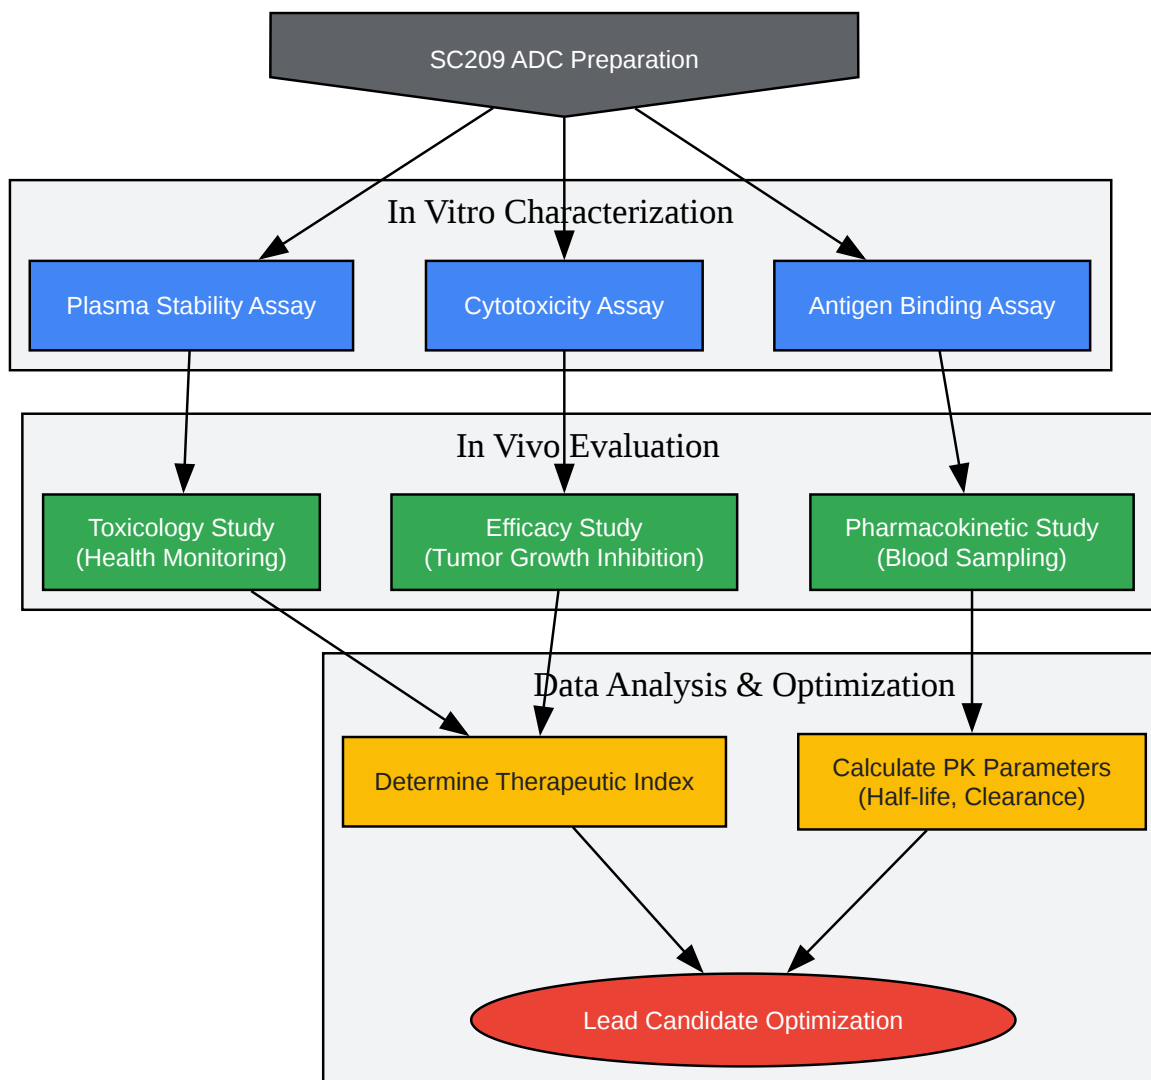 SC209 ADC Preparation
In Vitro Characterization
Plasma Stability Assay
Cytotoxicity Assay
Antigen Binding Assay
In Vivo Evaluation
Toxicology Study
(Health Monitoring)
Efficacy Study
(Tumor Growth Inhibition)
Pharmacokinetic Study
(Blood Sampling)
Data Analysis & Optimization
Determine Therapeutic Index
Calculate PK Parameters
(Half-life, Clearance)
Lead Candidate Optimization